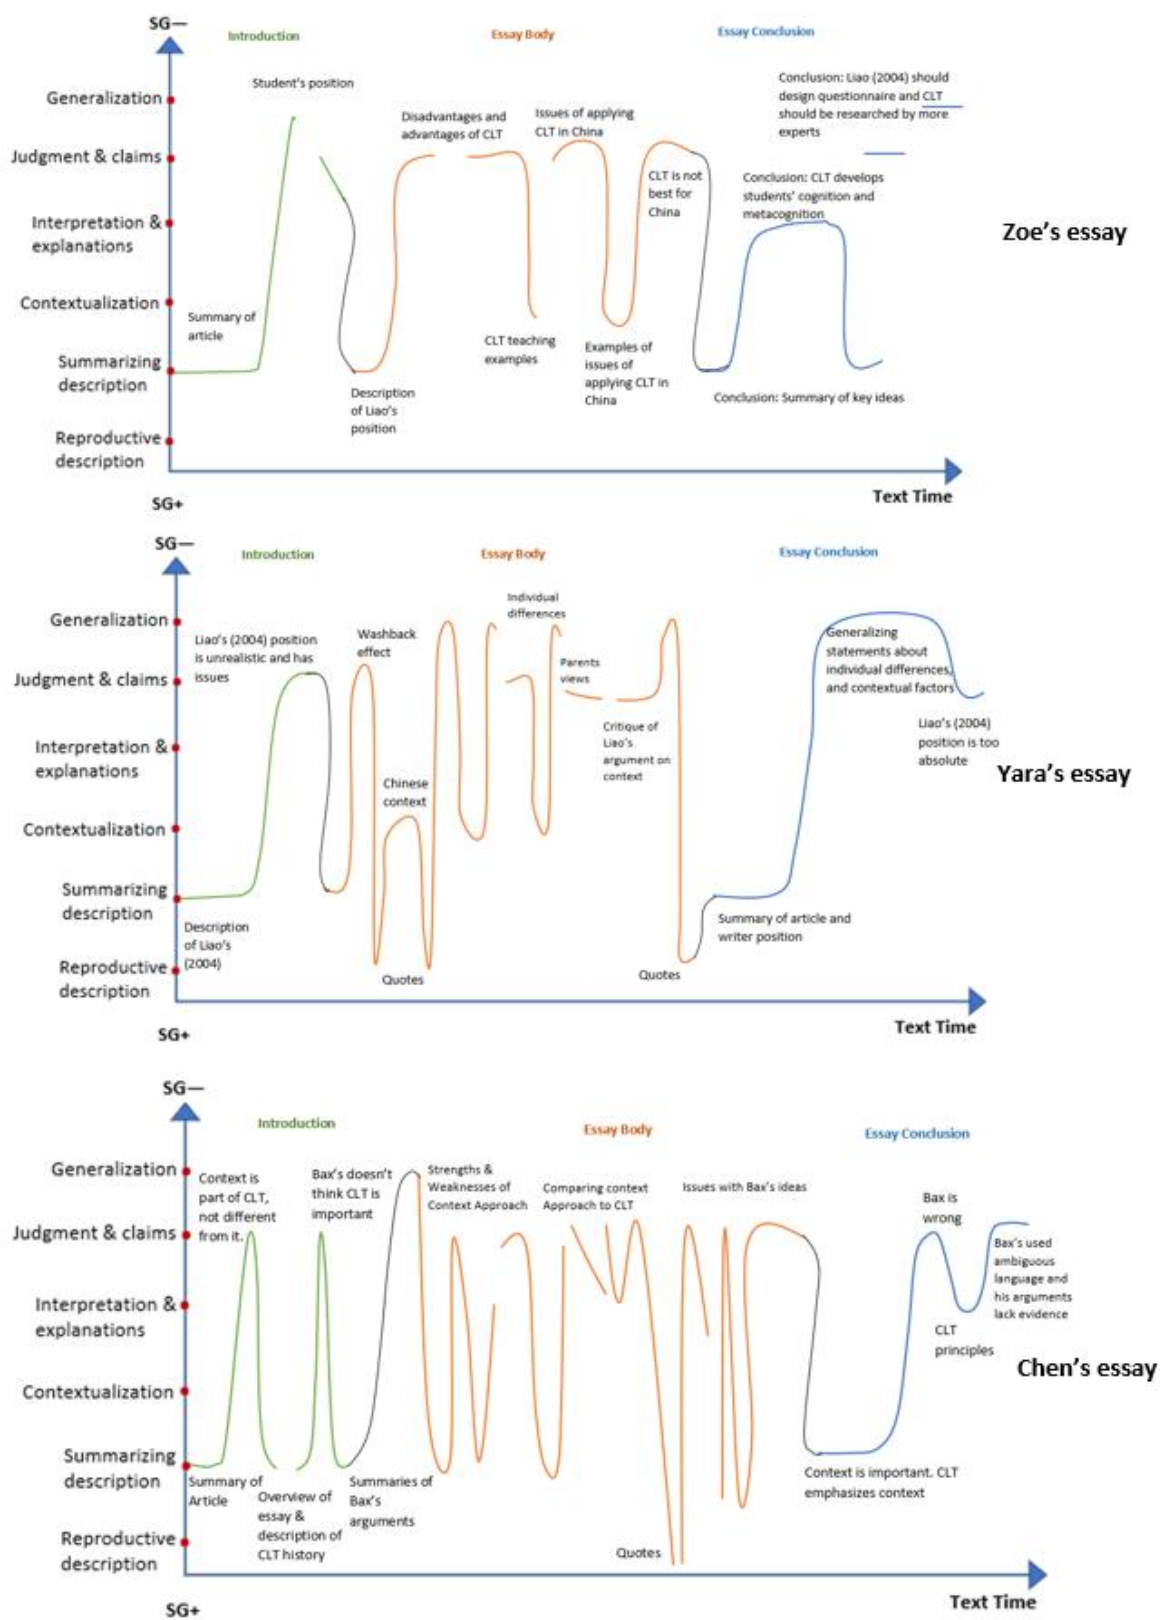 SG—
Introduction
Essay Body
Essay Conclusion
Student's position
Conclusion: Liao (2004) should
design questionnaire and CLT
should be researched by more
experts
Generalization
Disadvantages and
advantages of CLT
Issues of applying
CLT in China
Judgment & claims
CLT is not
best for
China
Conclusion: CLT develops
students' cognition and
metacognition
Interpretation &
explanations
Zoe's essay
Contextualization
Summary of
article
CLT teaching
examples
Examples of
issues of
applying CLT in
China
Summarizing
description
Description
of Liao's
position
Conclusion: Summary of key ideas
Reproductive
description
Text Time
SG+
SG—
Introduction
Essay Body
Essay Conclusion
Individual
differences
Generalization
Liao's (2004) position
is unrealistic and has
issues
Washback
effect
Generalizing
statements about
individual differences,
and contextual factors
Parents
views
Judgment & claims
Critique of
Liao's
argument on
context
Liao's (2004)
position is too
absolute
Interpretation &
explanations
Yara's essay
Chinese
context
Contextualization
Summarizing
description
Description
of Liao's
(2004)
Summary of article and
writer position
Reproductive
description
Quotes
Quotes
Text Time
SG+
SG—
Introduction
Essay Body
Essay Conclusion
Generalization
Context is
part of CLT,
not different
from it.
Bax's doesn't
think CLT is
important
Strengths &
Weaknesses of
Context Approach
Comparing context
Approach to CLT
Issues with Bax's ideas
Bax is
wrong
Judgment & claims
Bax's used
ambiguous
language and
his arguments
lack evidence
Interpretation &
explanations
CLT
principles
Chen's essay
Contextualization
Summarizing
description
Summary of
Article
Overview of
essay &
description of
CLT history
Summaries of
Bax's
arguments
Context is important. CLT
emphasizes context
Reproductive
description
Quotes
Text Time
SG+